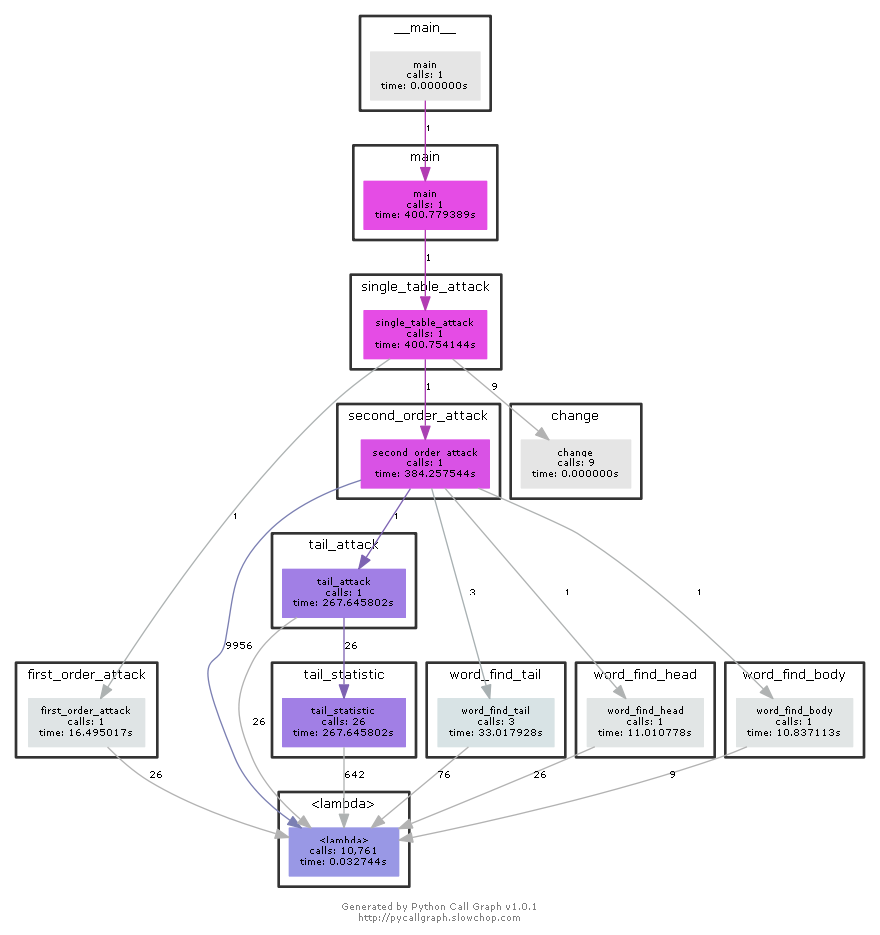 __main__
main
calls: 1
time: 0.000000s
1
main
main
calls: 1
time: 400.779389s
1
single_table_attack
single_table_attack
calls: 1
time: 400.754144s
1
9
second_order_attack
second_order_attack
calls: 1
time: 384.257544s
change
change
calls: 9
time: 0.000000s
1
1
tail_attack
tail_attack
calls: 1
time: 267.645802s
3
1
1
9956
26
first_order_attack
first_order_attack
calls: 1
time: 16.495017s
tail_statistic
tail_statistic
calls: 26
time: 267.645802s
word_find_tail
word_find_tail
calls: 3
time: 33.017928s
word_find_head
word_find_head
calls: 1
time: 11.010778s
word_find_body
word_find_body
calls: 1
time: 10.837113s
26
26
642
76
26
9
<lambda>
<lambda>
calls: 10,761
time: 0.032744s
Generated by Python Call Graph v1.0.1
http://pycallgraph.slowchop.com